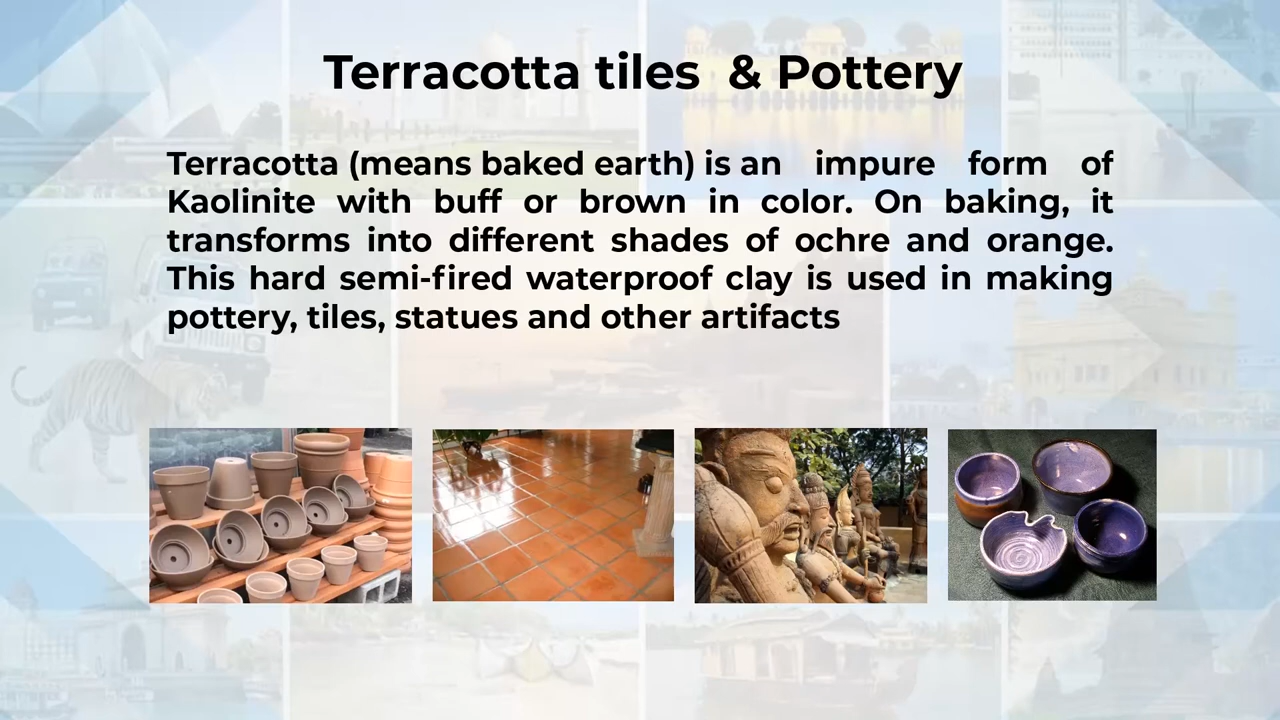 Terracotta tiles & Pottery
Terracotta (means baked earth) is an impure form of
Kaolinite with buff or brown in color. On baking, it
transforms into different shades of ochre and orange.
This hard semi-fired waterproof clay is used in making
pottery, tiles, statues and other artifacts